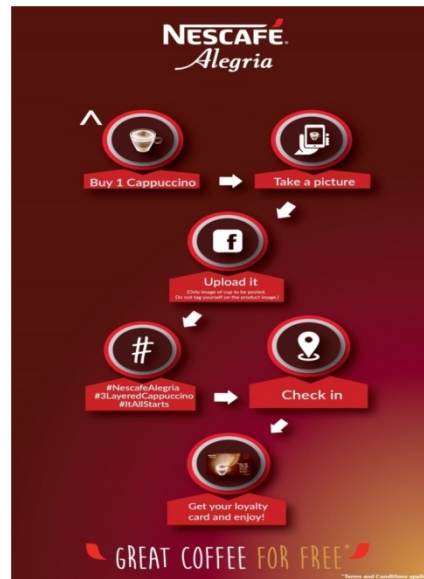 NESCAFÉ.
Alegria
^
Buy 1 Cappuccino
Take a picture
f
Upload it
(Only image of cup to be posted.
Do not tag yourself on the product image.)
#
#NescafeAlegria
#3LayeredCappuccino
#ItAllStarts
Check in
Get your loyalty
card and enjoy!
GREAT COFFEE FOR FREE*
*Terms and Conditions apply